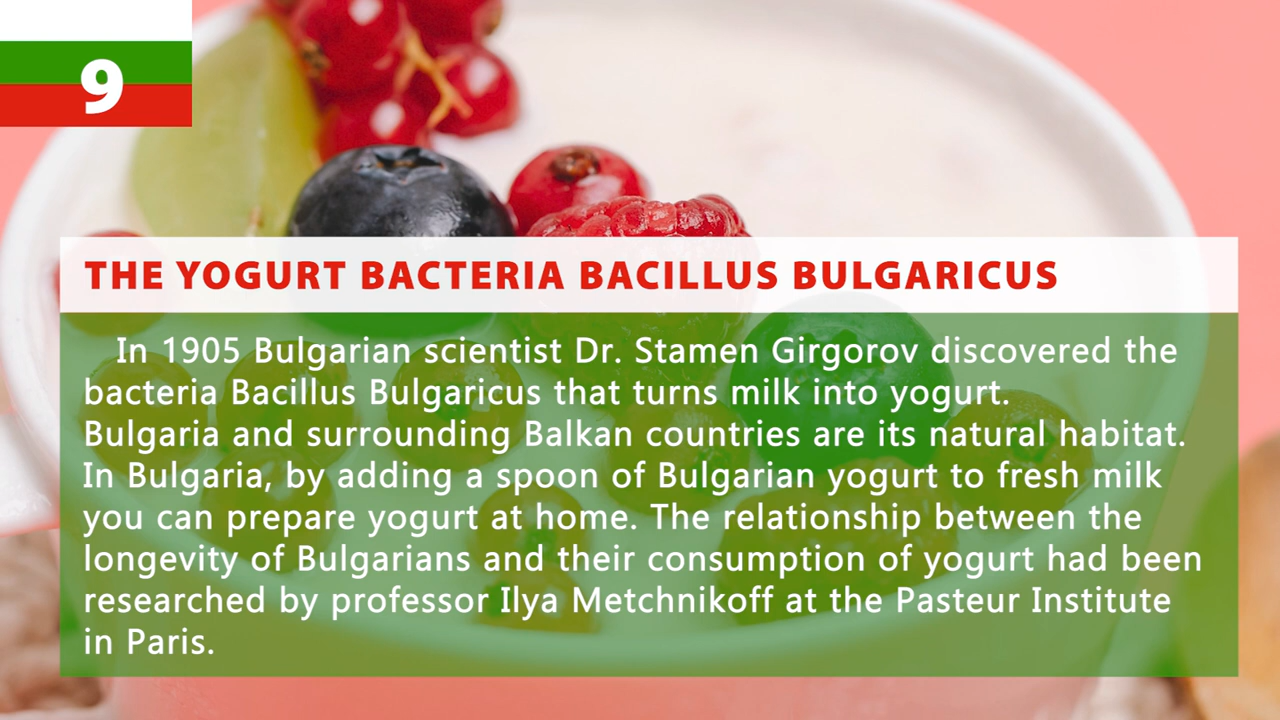 9
THE YOGURT BACTERIA BACILLUS BULGARICUS
In 1905 Bulgarian scientist Dr. Stamen Girgorov discovered the
bacteria Bacillus Bulgaricus that turns milk into yogurt.
Bulgaria and surrounding Balkan countries are its natural habitat.
In Bulgaria, by adding a spoon of Bulgarian yogurt to fresh milk
you can prepare yogurt at home. The relationship between the
longevity of Bulgarians and their consumption of yogurt had been
researched by professor Ilya Metchnikoff at the Pasteur Institute
in Paris.